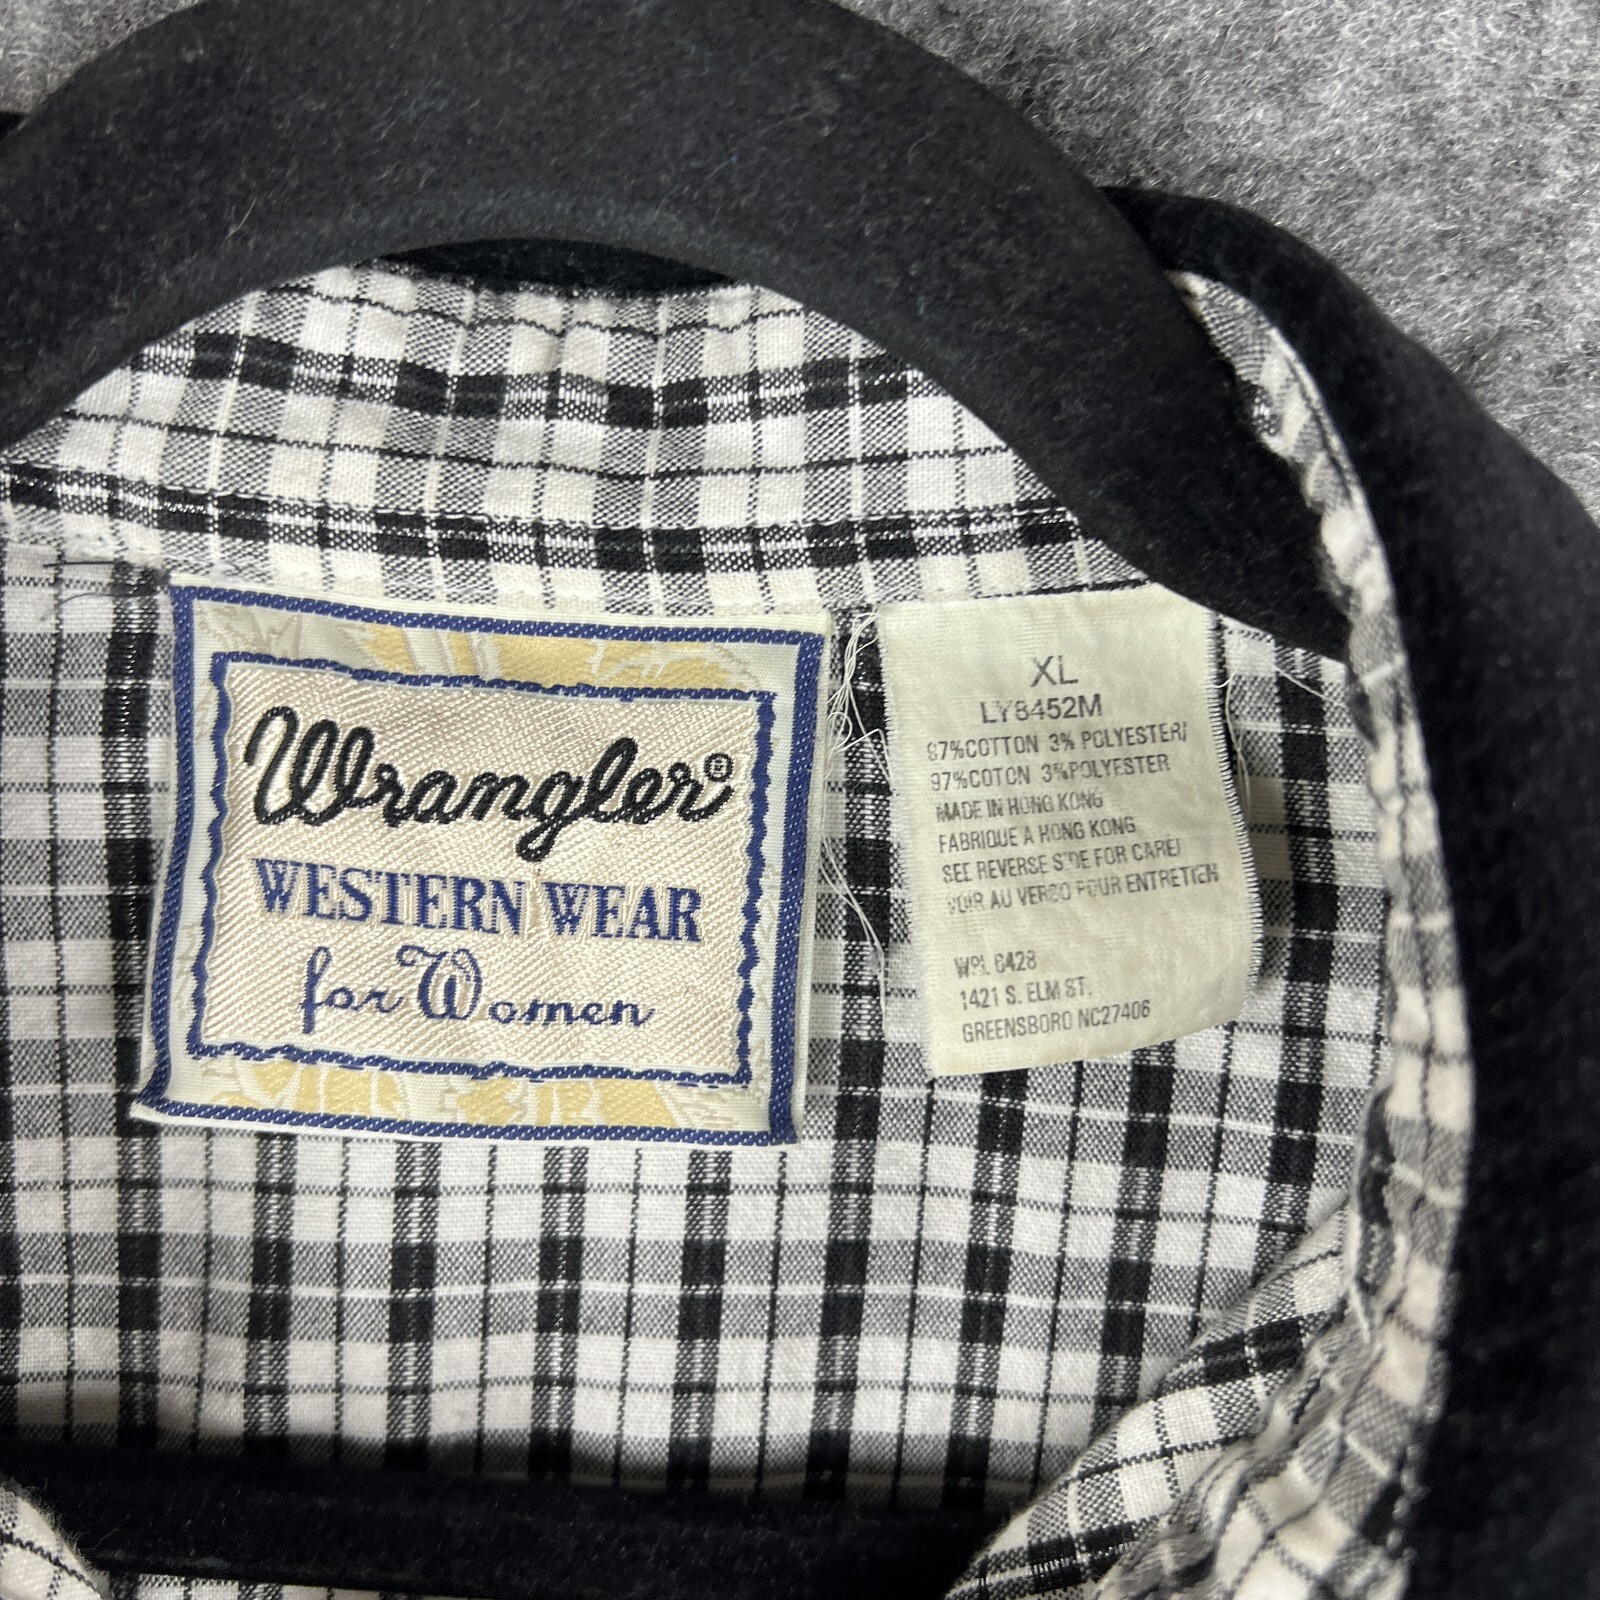 Wrangler®
WESTERN WEAR
for Women
XL
LY8452M
97%COTTON 3% POLYESTER/
97%COTON 3%POLYESTER
MADE IN HONG KONG
FABRIQUE A HONG KONG
SEE REVERSE SIDE FOR CARE/
VOIR AU VERSO POUR ENTRETIEN
WPL 6428
1421 S. ELM ST.
GREENSBORO NC27406